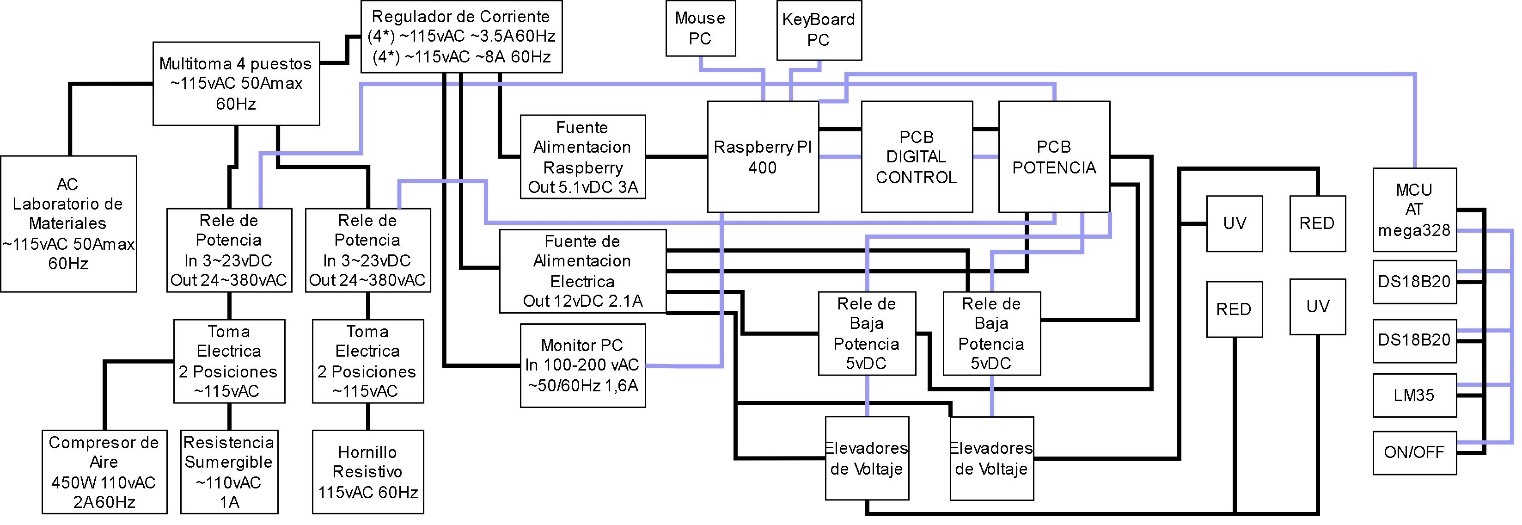 Regulador de Corriente
(4*) ~115vAC ~3.5A60Hz
(4*) ~115vAC ~8A 60Hz
Mouse
PC
KeyBoard
PC
Multitoma 4 puestos
~115vAC 50Amax
60Hz
Fuente
Alimentacion
Raspberry
Out 5.1vDC 3A
Raspberry PI
400
PCB
DIGITAL
CONTROL
PCB
POTENCIA
AC
Laboratorio de
Materiales
~115vAC 50Amax
60Hz
Rele de
Potencia
In 3~23vDC
Out 24~380vAC
Rele de
Potencia
In 3~23vDC
Out 24~380vAC
Fuente de
Alimentacion
Electrica
Out 12vDC 2.1A
UV
RED
MCU
AT
mega328
RED
UV
DS18B20
DS18B20
LM35
ON/OFF
Rele de
Baja
Potencia
5vDC
Rele de
Baja
Potencia
5vDC
Toma
Electrica
2 Posiciones
~115vAC
Toma
Electrica
2 Posiciones
~115vAC
Monitor PC
In 100-200 vAC
~50/60Hz 1,6A
Compresor de
Aire
450W 110vAC
2A60Hz
Resistencia
Sumergible
~110vAC
1A
Hornillo
Resistivo
115vAC 60Hz
Elevadores
de Voltaje
Elevadores
de Voltaje